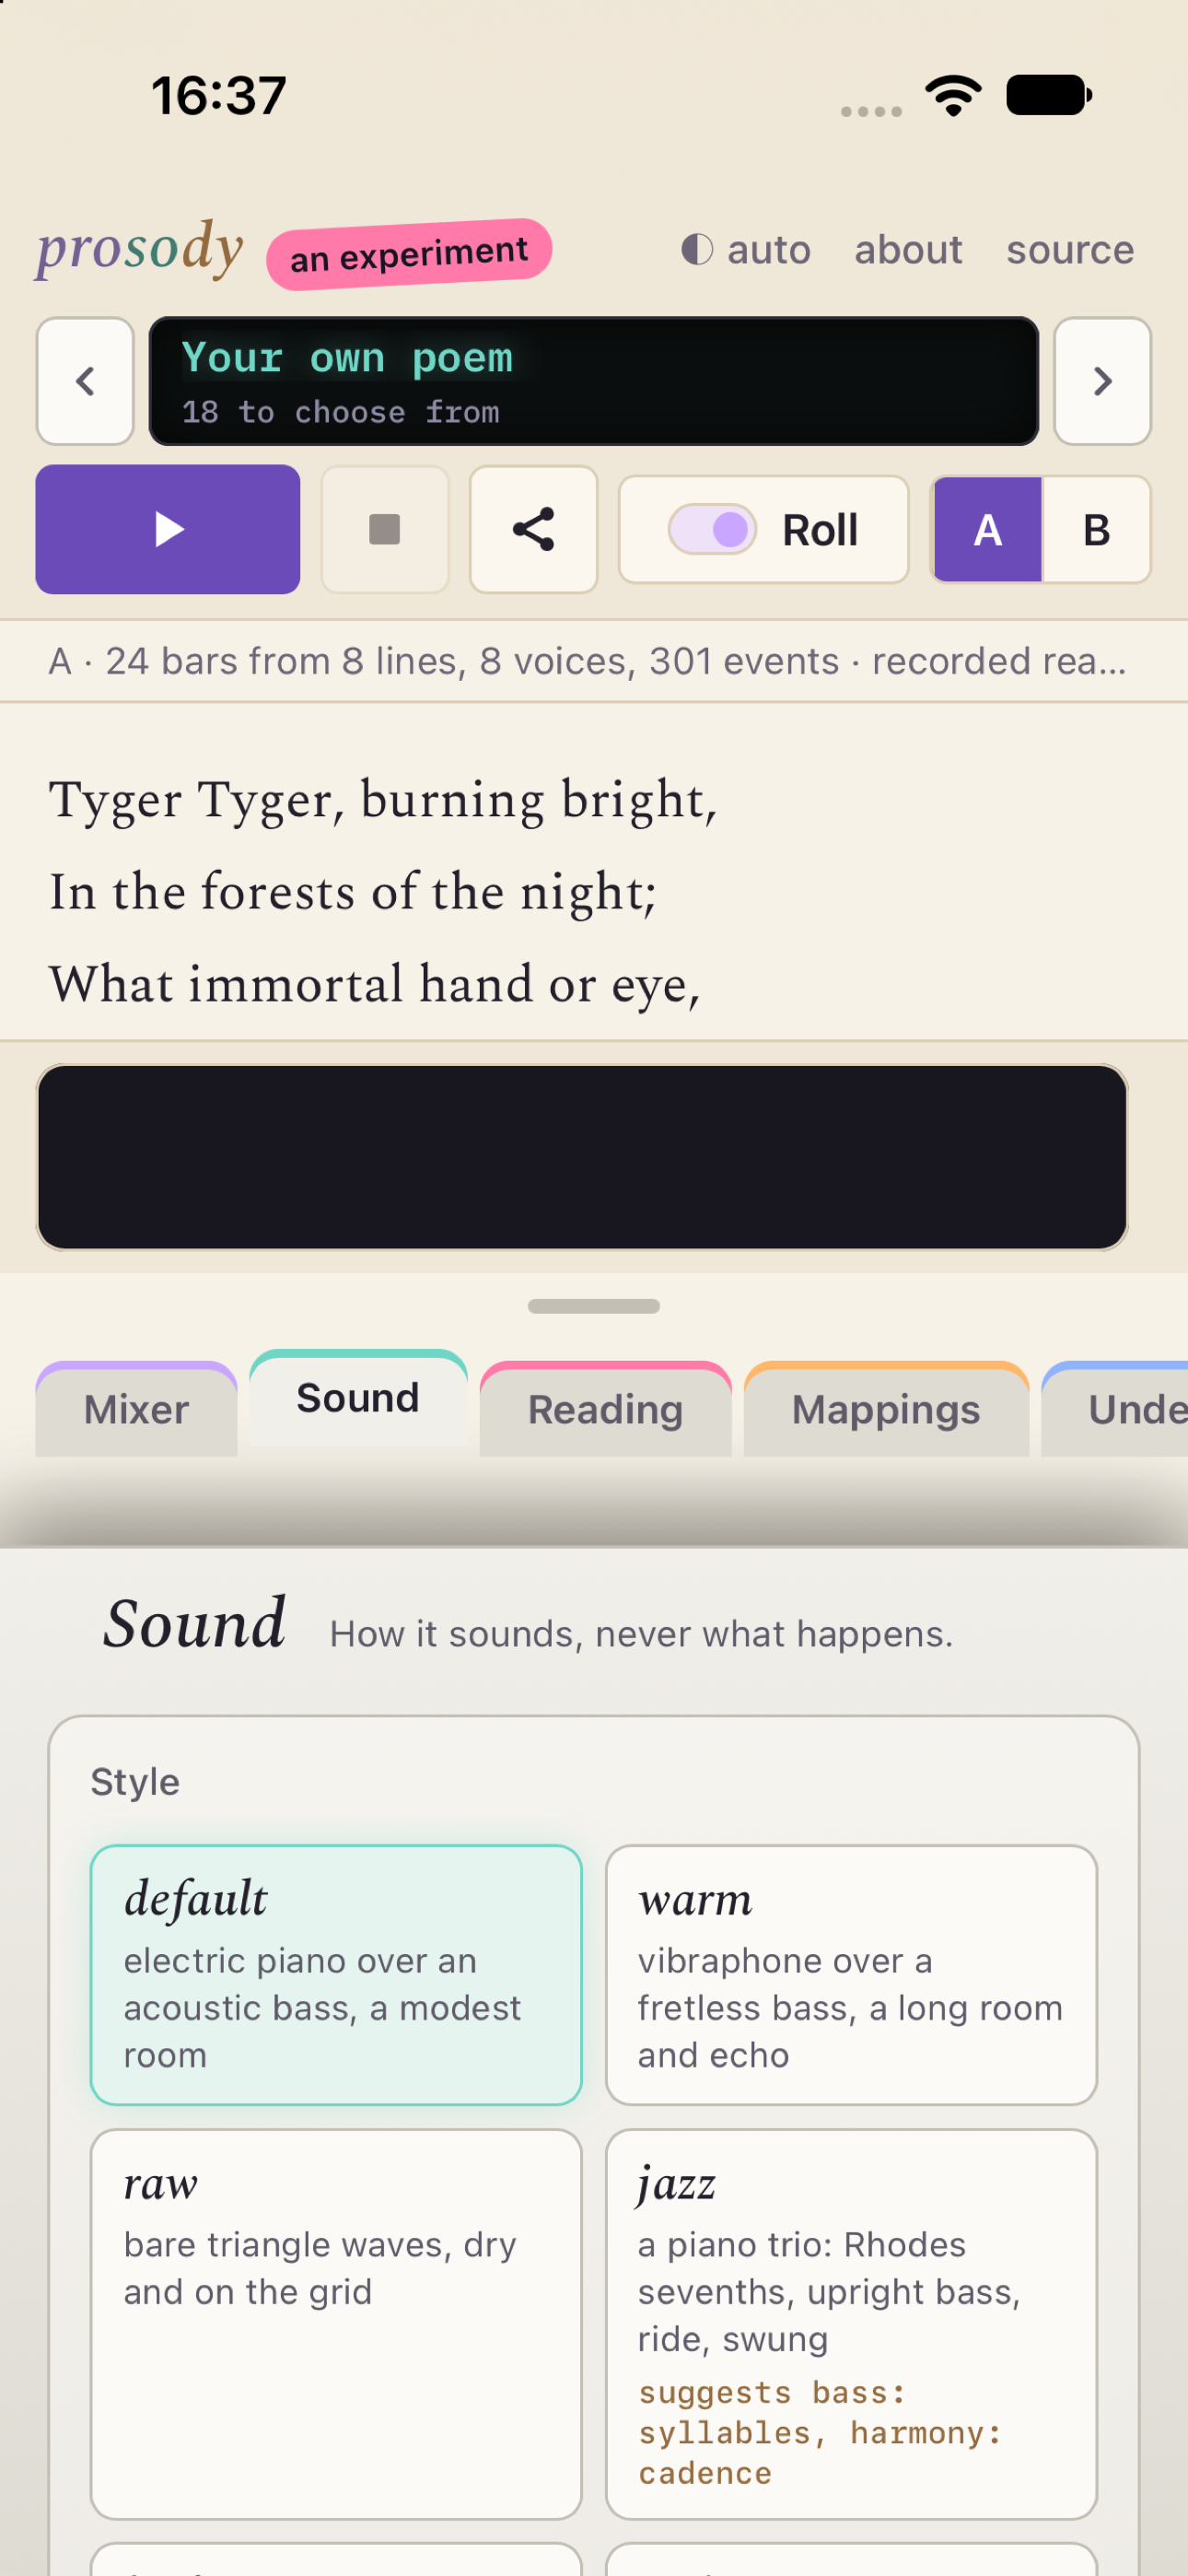 16:37
prosody an experiment auto about source
Your own poem
18 to choose from
Roll A B
A · 24 bars from 8 lines, 8 voices, 301 events · recorded rea...
Tyger Tyger, burning bright,
In the forests of the night;
What immortal hand or eye,
Mixer Sound Reading Mappings Unde
Sound How it sounds, never what happens.
Style
default
electric piano over an
acoustic bass, a modest
room
warm
vibraphone over a
fretless bass, a long room
and echo
raw
bare triangle waves, dry
and on the grid
jazz
a piano trio: Rhodes
sevenths, upright bass,
ride, swung
suggests bass:
syllables, harmony:
cadence